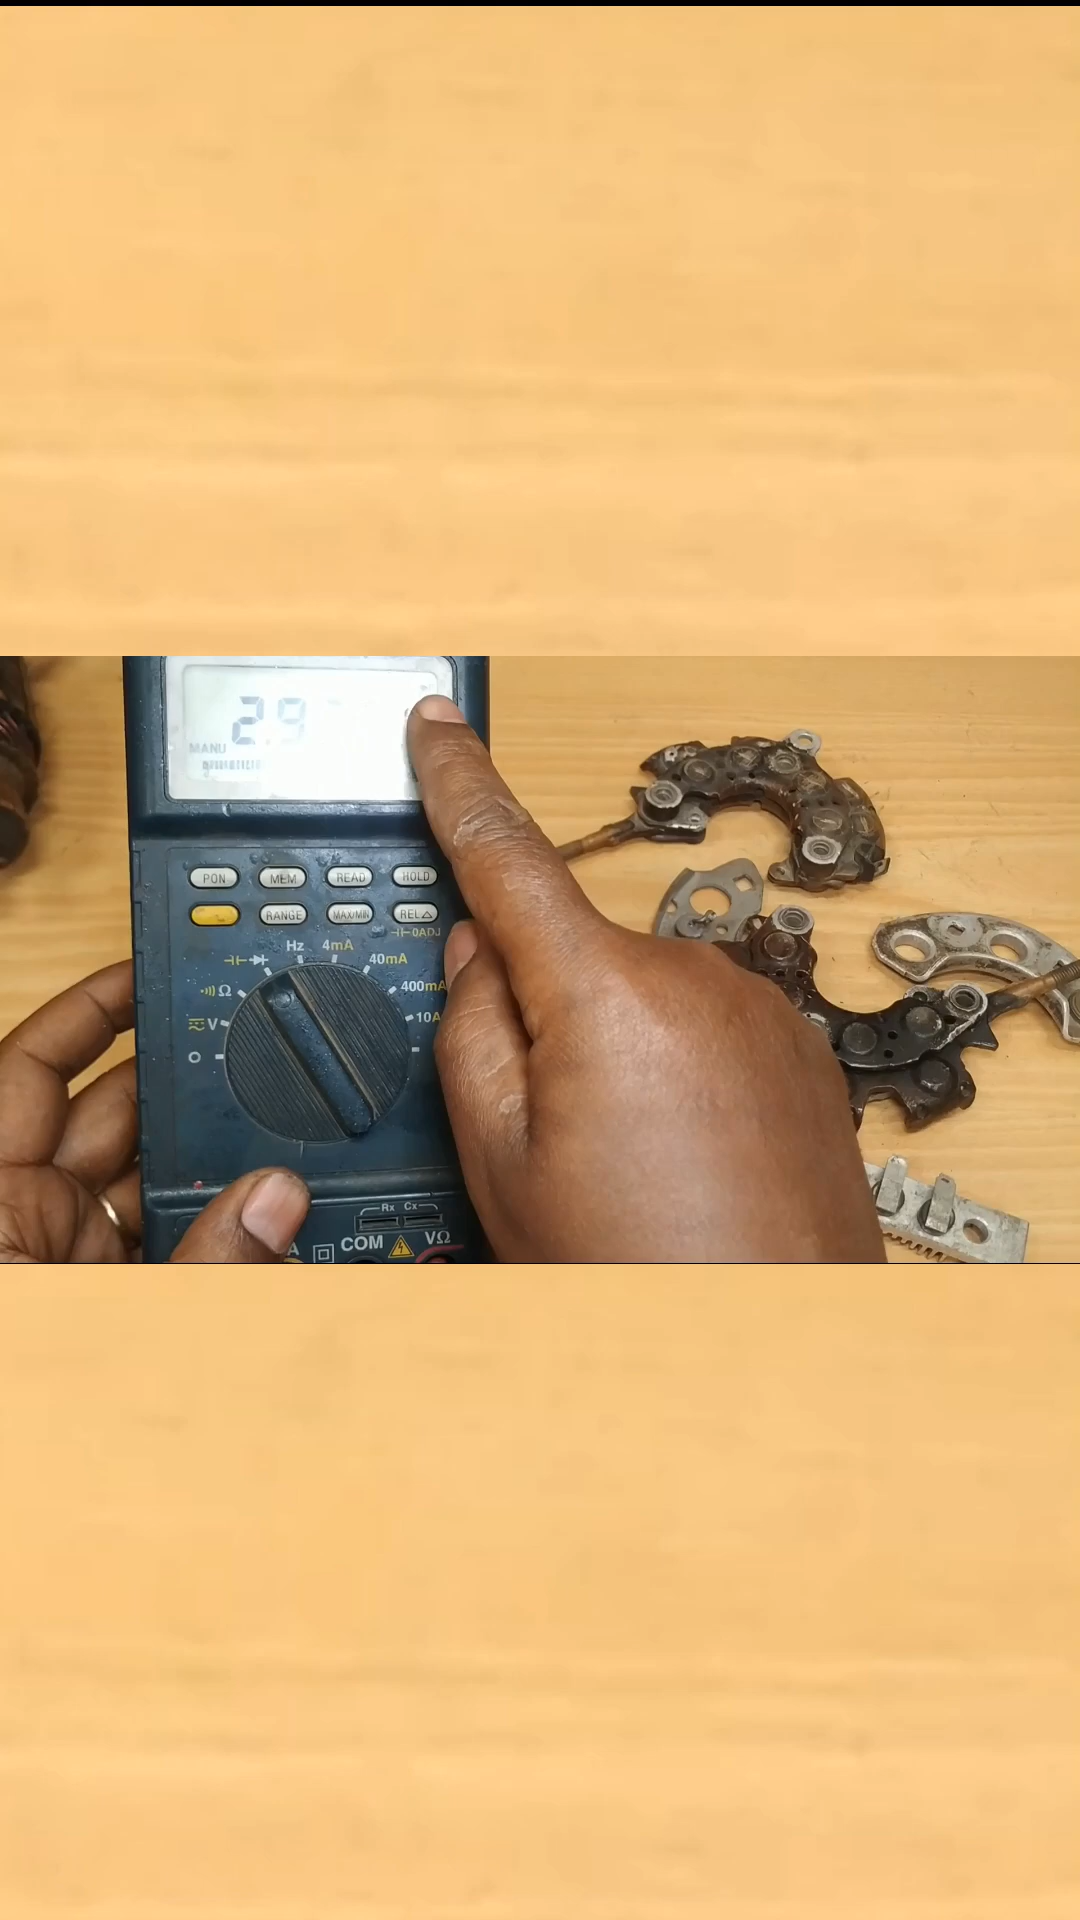 2.9
MANU
PON MEM READ HOLD
RANGE MAX/MIN REL△
0ADJ
Hz 4mA
40mA
Ω 400mA
V 10A
Rx Cx
A COM VΩ